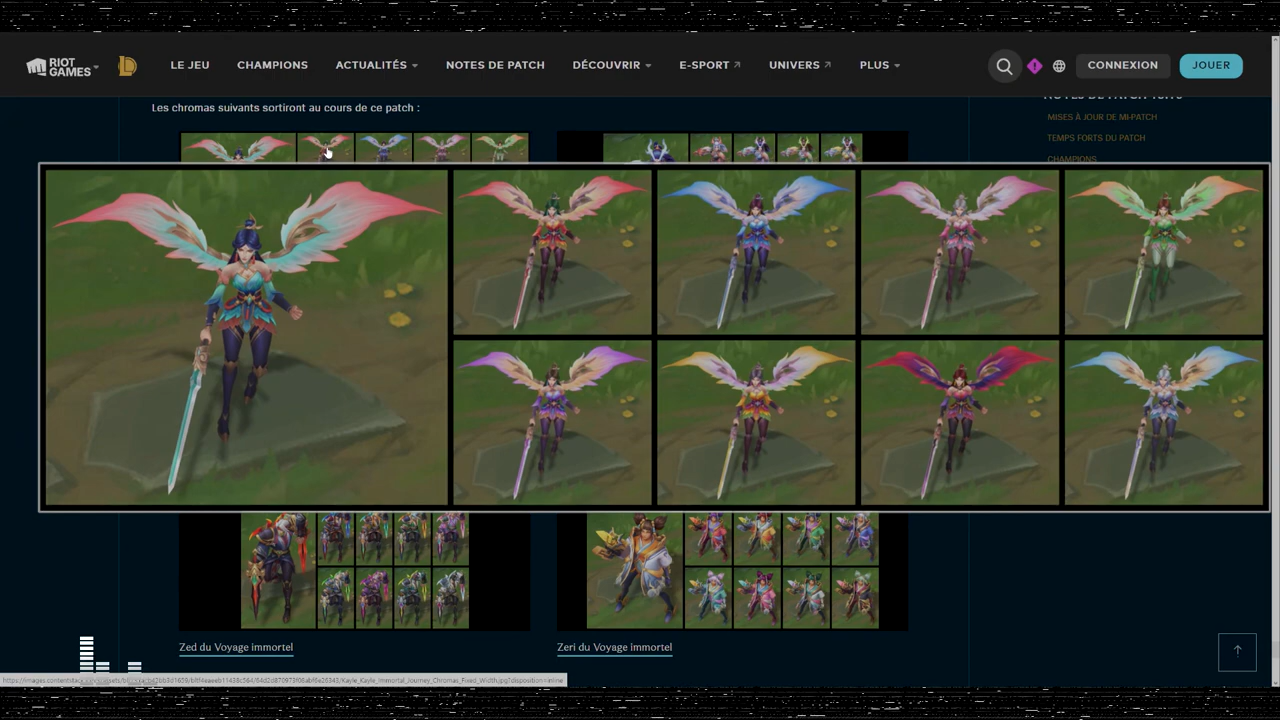 RIOT GAMES
LE JEU
CHAMPIONS
ACTUALITÉS
NOTES DE PATCH
DÉCOUVRIR
E-SPORT
UNIVERS
PLUS
CONNEXION
JOUER
Les chromas suivants sortiront au cours de ce patch :
MISES À JOUR DE MI-PATCH
TEMPS FORTS DU PATCH
CHAMPIONS
Zed du Voyage immortel
Zeri du Voyage immortel